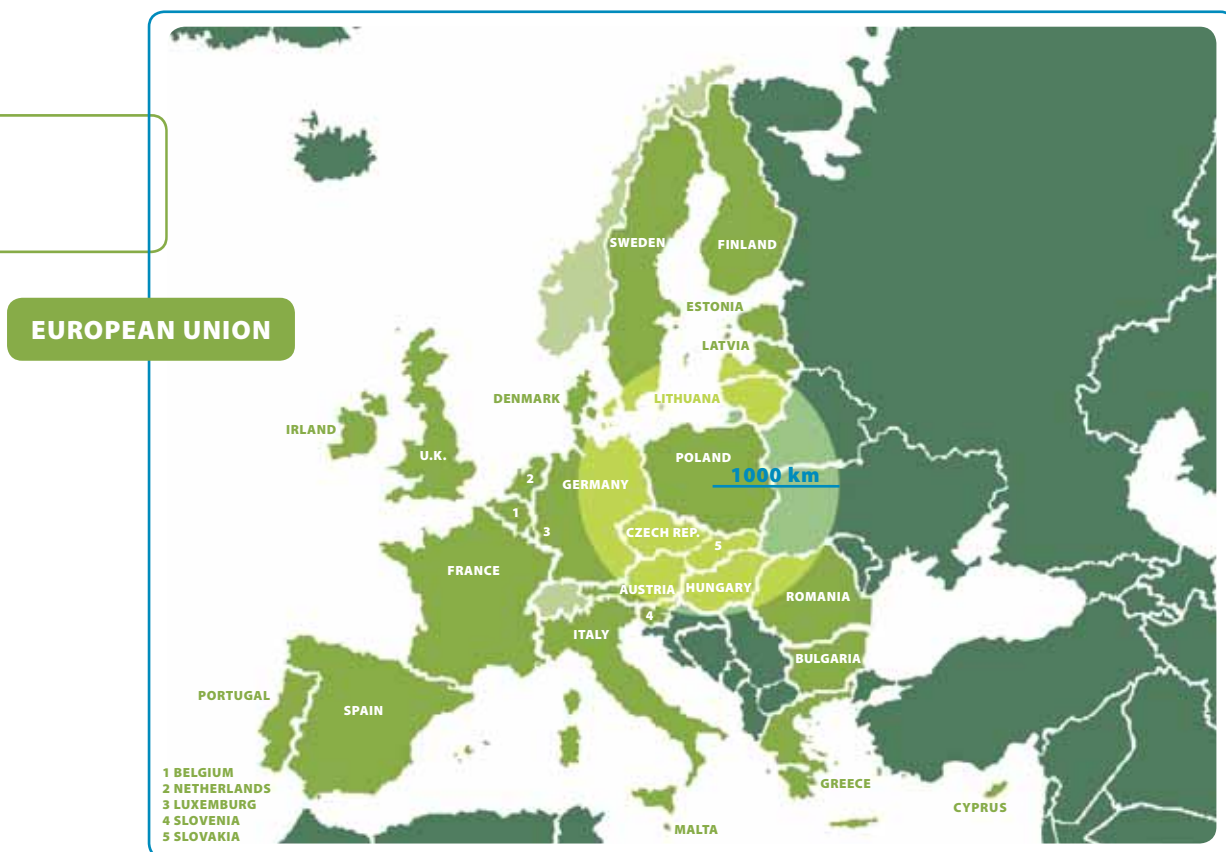 SWEDEN
FINLAND
ESTONIA
EUROPEAN UNION
LATVIA
DENMARK
LITHUANA
IRLAND
U.K.
POLAND
1000 km
2
GERMANY
1
3
CZECH REP.
5
FRANCE
AUSTRIA
HUNGARY
ROMANIA
4
ITALY
BULGARIA
PORTUGAL
SPAIN
1 BELGIUM
2 NETHERLANDS
3 LUXEMBURG
4 SLOVENIA
5 SLOVAKIA
GREECE
CYPRUS
MALTA